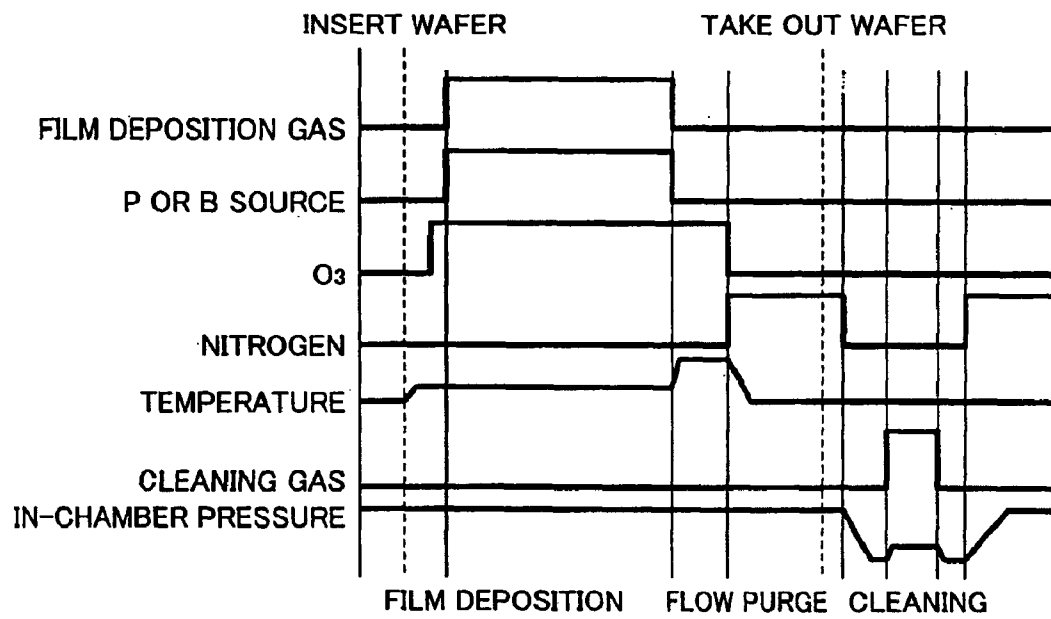 INSERT WAFER
TAKE OUT WAFER
FILM DEPOSITION GAS
P OR B SOURCE
O3
NITROGEN
TEMPERATURE
CLEANING GAS
IN-CHAMBER PRESSURE
FILM DEPOSITION
FLOW PURGE
CLEANING